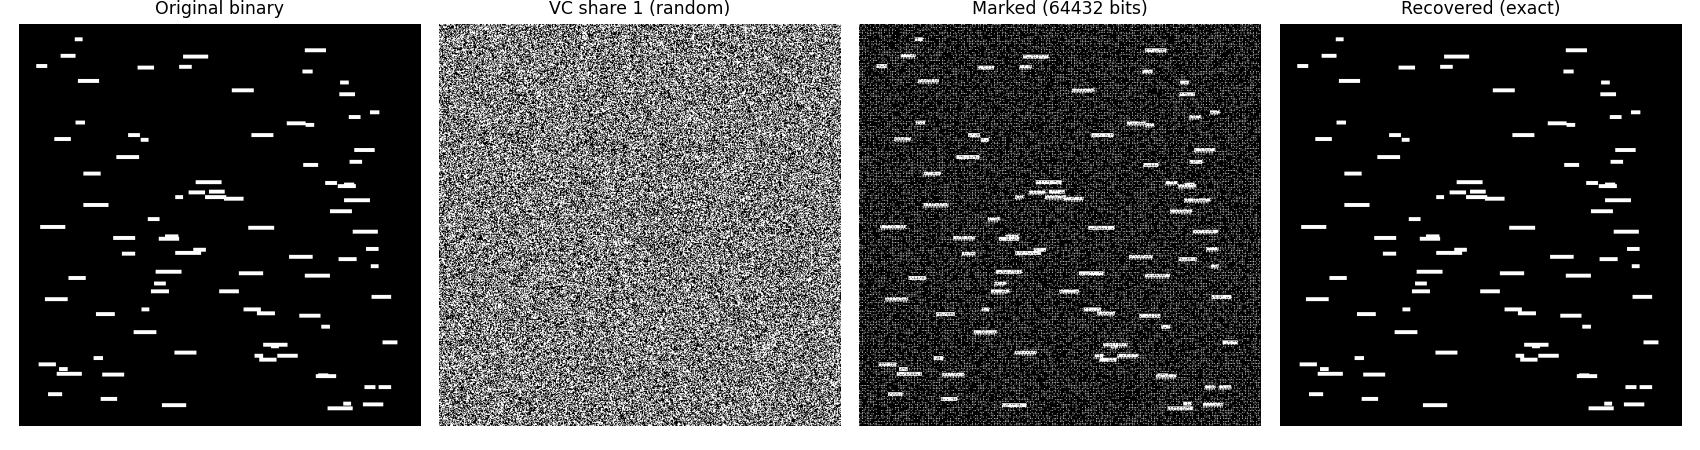 Original binary
VC share 1 (random)
Marked (64432 bits)
Recovered (exact)